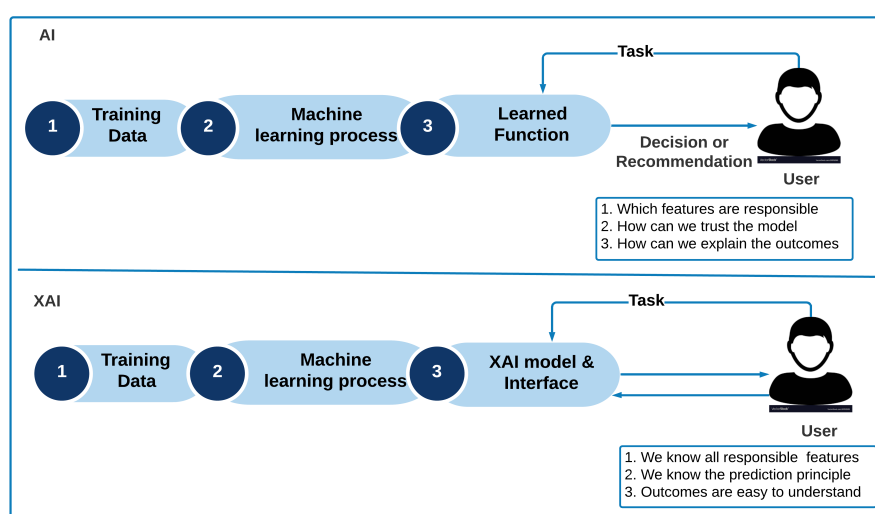 AI
Task
1
Training
Data
2
Machine
learning process
3
Learned
Function
Decision or
Recommendation
User
1. Which features are responsible
2. How can we trust the model
3. How can we explain the outcomes
XAI
Task
1
Training
Data
2
Machine
learning process
3
XAI model &
Interface
User
1. We know all responsible  features
2. We know the prediction principle
3. Outcomes are easy to understand